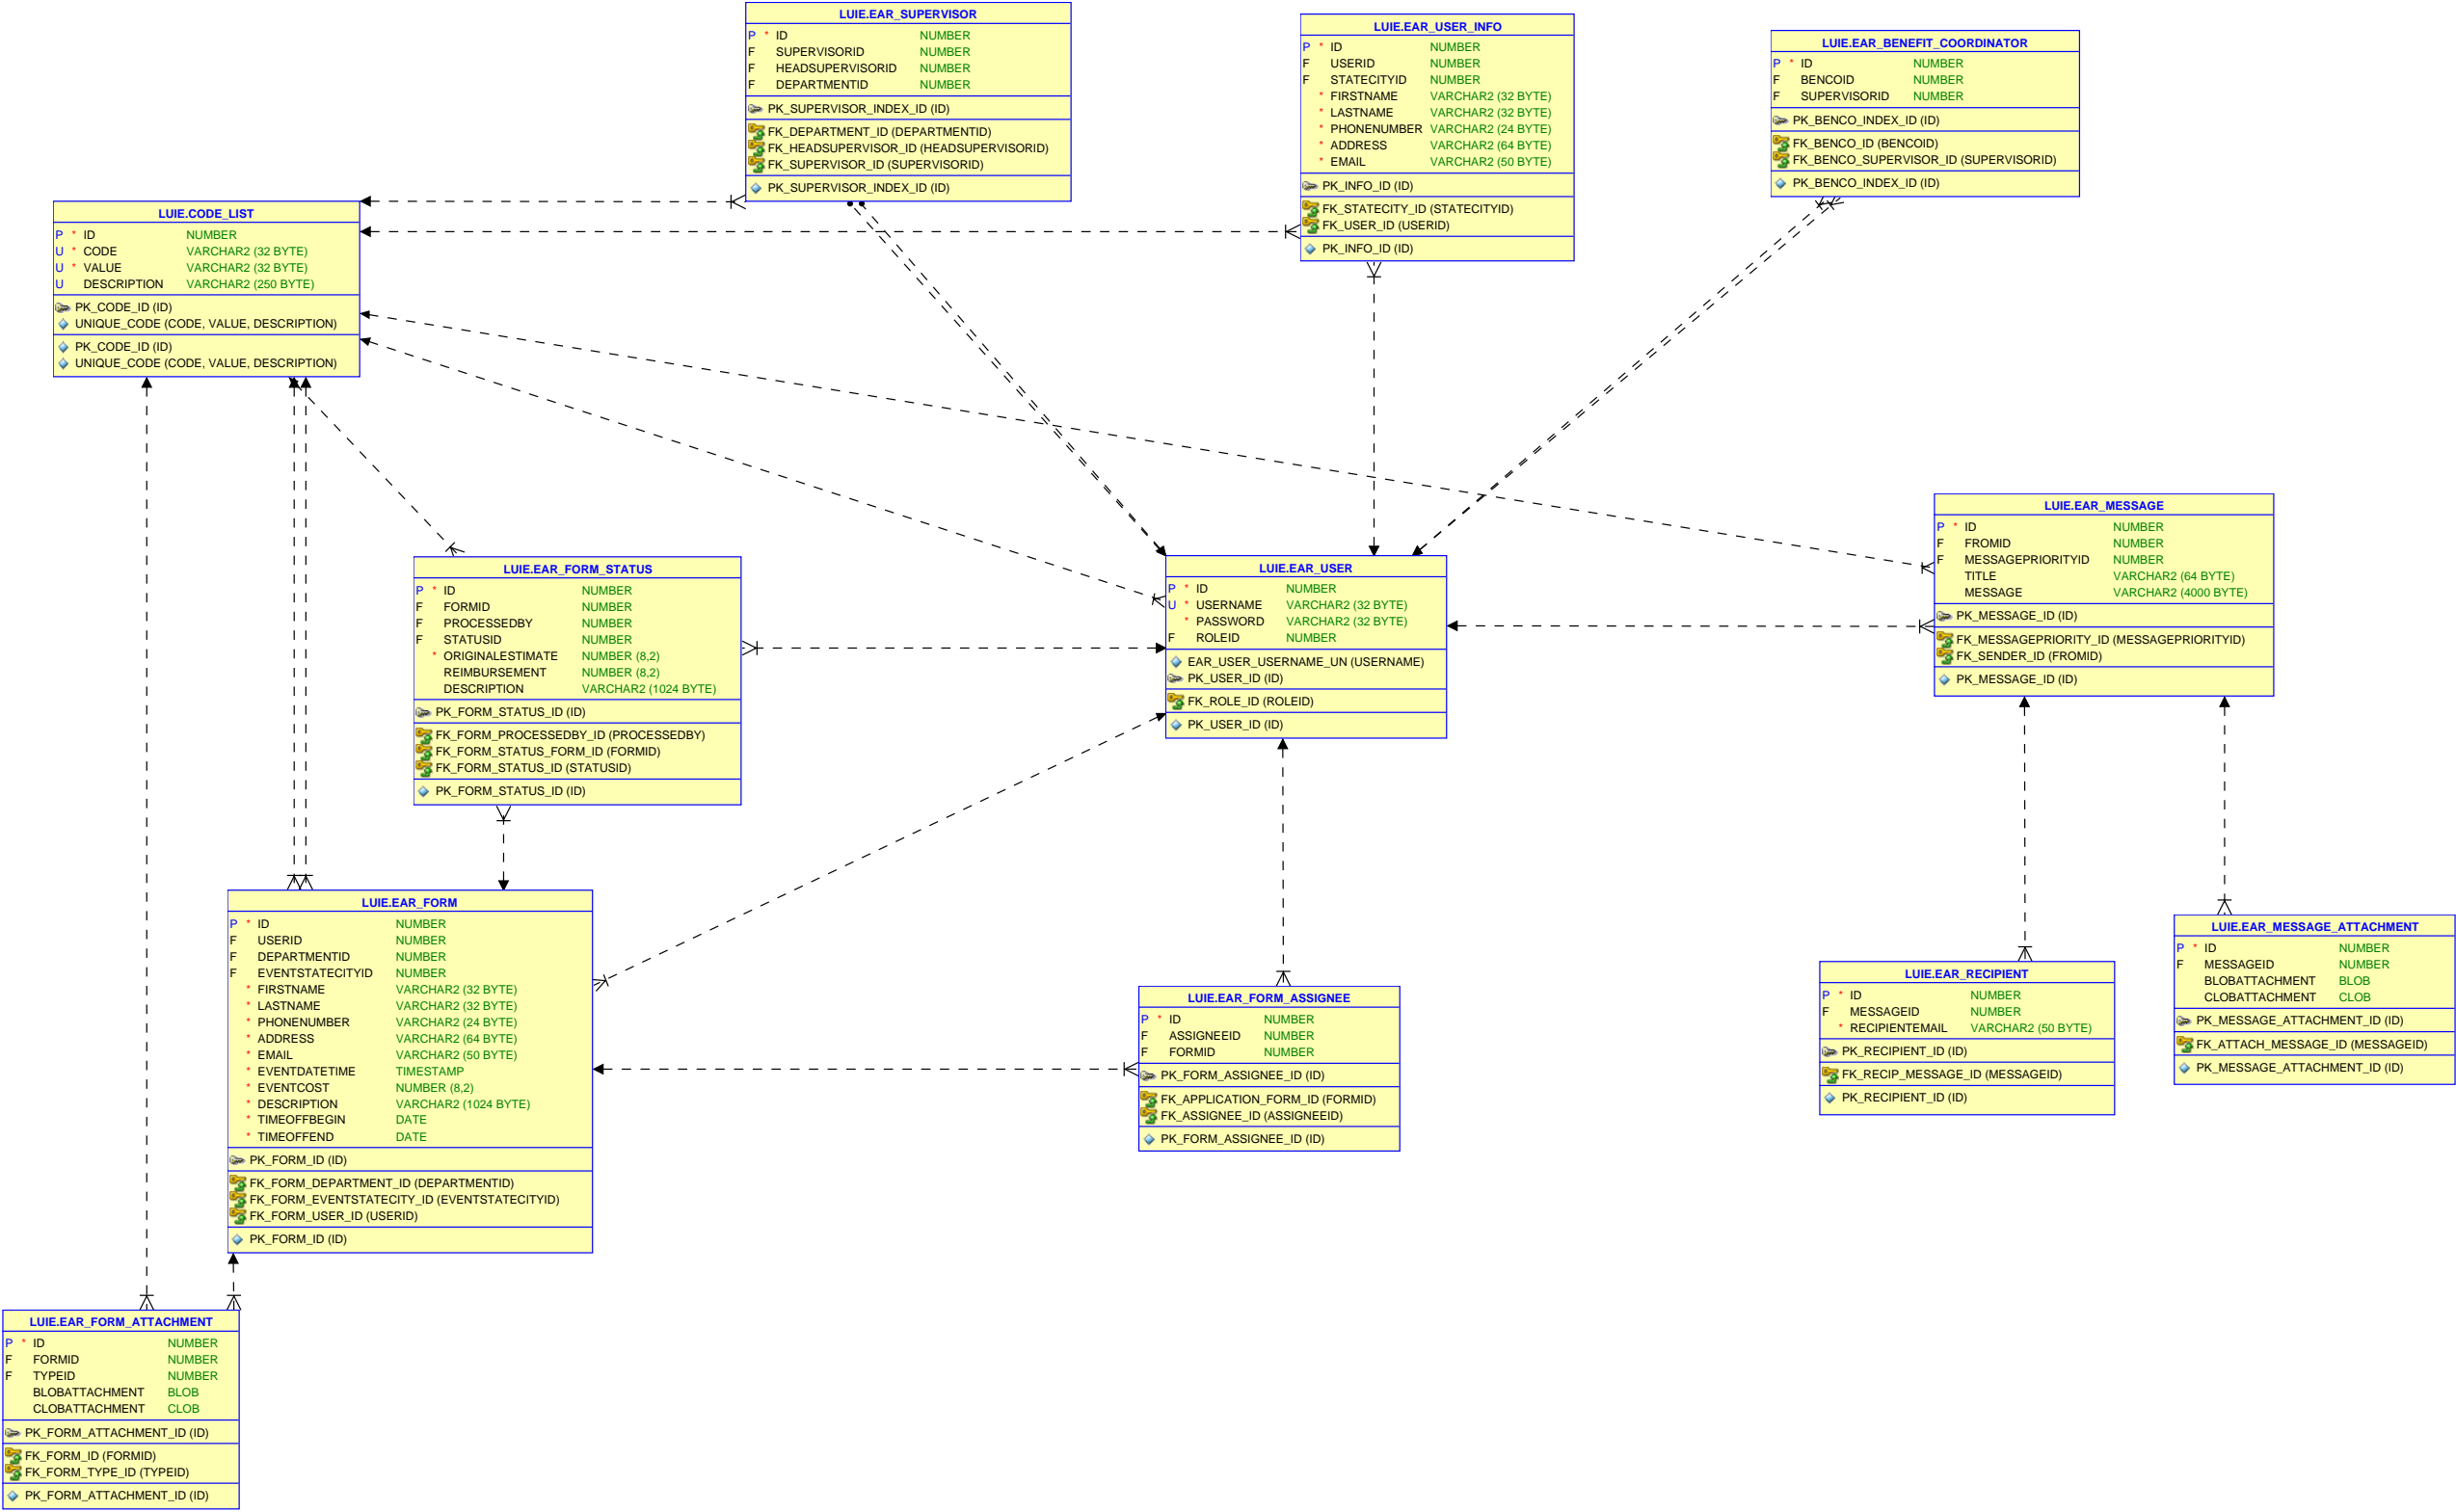 LUIE.EAR_SUPERVISOR
P * ID NUMBER
F SUPERVISORID NUMBER
F HEADSUPERVISORID NUMBER
F DEPARTMENTID NUMBER
PK_SUPERVISOR_INDEX_ID (ID)
FK_DEPARTMENT_ID (DEPARTMENTID)
FK_HEADSUPERVISOR_ID (HEADSUPERVISORID)
FK_SUPERVISOR_ID (SUPERVISORID)
PK_SUPERVISOR_INDEX_ID (ID)
LUIE.EAR_USER_INFO
P * ID NUMBER
F USERID NUMBER
F STATECITYID NUMBER
* FIRSTNAME VARCHAR2 (32 BYTE)
* LASTNAME VARCHAR2 (32 BYTE)
* PHONENUMBER VARCHAR2 (24 BYTE)
* ADDRESS VARCHAR2 (64 BYTE)
* EMAIL VARCHAR2 (50 BYTE)
PK_INFO_ID (ID)
FK_STATECITY_ID (STATECITYID)
FK_USER_ID (USERID)
PK_INFO_ID (ID)
LUIE.EAR_BENEFIT_COORDINATOR
P * ID NUMBER
F BENCOID NUMBER
F SUPERVISORID NUMBER
PK_BENCO_INDEX_ID (ID)
FK_BENCO_ID (BENCOID)
FK_BENCO_SUPERVISOR_ID (SUPERVISORID)
PK_BENCO_INDEX_ID (ID)
LUIE.CODE_LIST
P * ID NUMBER
U * CODE VARCHAR2 (32 BYTE)
U * VALUE VARCHAR2 (32 BYTE)
U DESCRIPTION VARCHAR2 (250 BYTE)
PK_CODE_ID (ID)
UNIQUE_CODE (CODE, VALUE, DESCRIPTION)
PK_CODE_ID (ID)
UNIQUE_CODE (CODE, VALUE, DESCRIPTION)
LUIE.EAR_FORM_STATUS
P * ID NUMBER
F FORMID NUMBER
F PROCESSEDBY NUMBER
F STATUSID NUMBER
* ORIGINALESTIMATE NUMBER (8,2)
REIMBURSEMENT NUMBER (8,2)
DESCRIPTION VARCHAR2 (1024 BYTE)
PK_FORM_STATUS_ID (ID)
FK_FORM_PROCESSEDBY_ID (PROCESSEDBY)
FK_FORM_STATUS_FORM_ID (FORMID)
FK_FORM_STATUS_ID (STATUSID)
PK_FORM_STATUS_ID (ID)
LUIE.EAR_USER
P * ID NUMBER
U * USERNAME VARCHAR2 (32 BYTE)
* PASSWORD VARCHAR2 (32 BYTE)
F ROLEID NUMBER
EAR_USER_USERNAME_UN (USERNAME)
PK_USER_ID (ID)
FK_ROLE_ID (ROLEID)
PK_USER_ID (ID)
LUIE.EAR_MESSAGE
P * ID NUMBER
F FROMID NUMBER
F MESSAGEPRIORITYID NUMBER
TITLE VARCHAR2 (64 BYTE)
MESSAGE VARCHAR2 (4000 BYTE)
PK_MESSAGE_ID (ID)
FK_MESSAGEPRIORITY_ID (MESSAGEPRIORITYID)
FK_SENDER_ID (FROMID)
PK_MESSAGE_ID (ID)
LUIE.EAR_FORM
P * ID NUMBER
F USERID NUMBER
F DEPARTMENTID NUMBER
F EVENTSTATECITYID NUMBER
* FIRSTNAME VARCHAR2 (32 BYTE)
* LASTNAME VARCHAR2 (32 BYTE)
* PHONENUMBER VARCHAR2 (24 BYTE)
* ADDRESS VARCHAR2 (64 BYTE)
* EMAIL VARCHAR2 (50 BYTE)
* EVENTDATETIME TIMESTAMP
* EVENTCOST NUMBER (8,2)
* DESCRIPTION VARCHAR2 (1024 BYTE)
* TIMEOFFBEGIN DATE
* TIMEOFFEND DATE
PK_FORM_ID (ID)
FK_FORM_DEPARTMENT_ID (DEPARTMENTID)
FK_FORM_EVENTSTATECITY_ID (EVENTSTATECITYID)
FK_FORM_USER_ID (USERID)
PK_FORM_ID (ID)
LUIE.EAR_FORM_ASSIGNEE
P * ID NUMBER
F ASSIGNEEID NUMBER
F FORMID NUMBER
PK_FORM_ASSIGNEE_ID (ID)
FK_APPLICATION_FORM_ID (FORMID)
FK_ASSIGNEE_ID (ASSIGNEEID)
PK_FORM_ASSIGNEE_ID (ID)
LUIE.EAR_RECIPIENT
P * ID NUMBER
F MESSAGEID NUMBER
* RECIPIENTEMAIL VARCHAR2 (50 BYTE)
PK_RECIPIENT_ID (ID)
FK_RECIP_MESSAGE_ID (MESSAGEID)
PK_RECIPIENT_ID (ID)
LUIE.EAR_MESSAGE_ATTACHMENT
P * ID NUMBER
F MESSAGEID NUMBER
BLOBATTACHMENT BLOB
CLOBATTACHMENT CLOB
PK_MESSAGE_ATTACHMENT_ID (ID)
FK_ATTACH_MESSAGE_ID (MESSAGEID)
PK_MESSAGE_ATTACHMENT_ID (ID)
LUIE.EAR_FORM_ATTACHMENT
P * ID NUMBER
F FORMID NUMBER
F TYPEID NUMBER
BLOBATTACHMENT BLOB
CLOBATTACHMENT CLOB
PK_FORM_ATTACHMENT_ID (ID)
FK_FORM_ID (FORMID)
FK_FORM_TYPE_ID (TYPEID)
PK_FORM_ATTACHMENT_ID (ID)